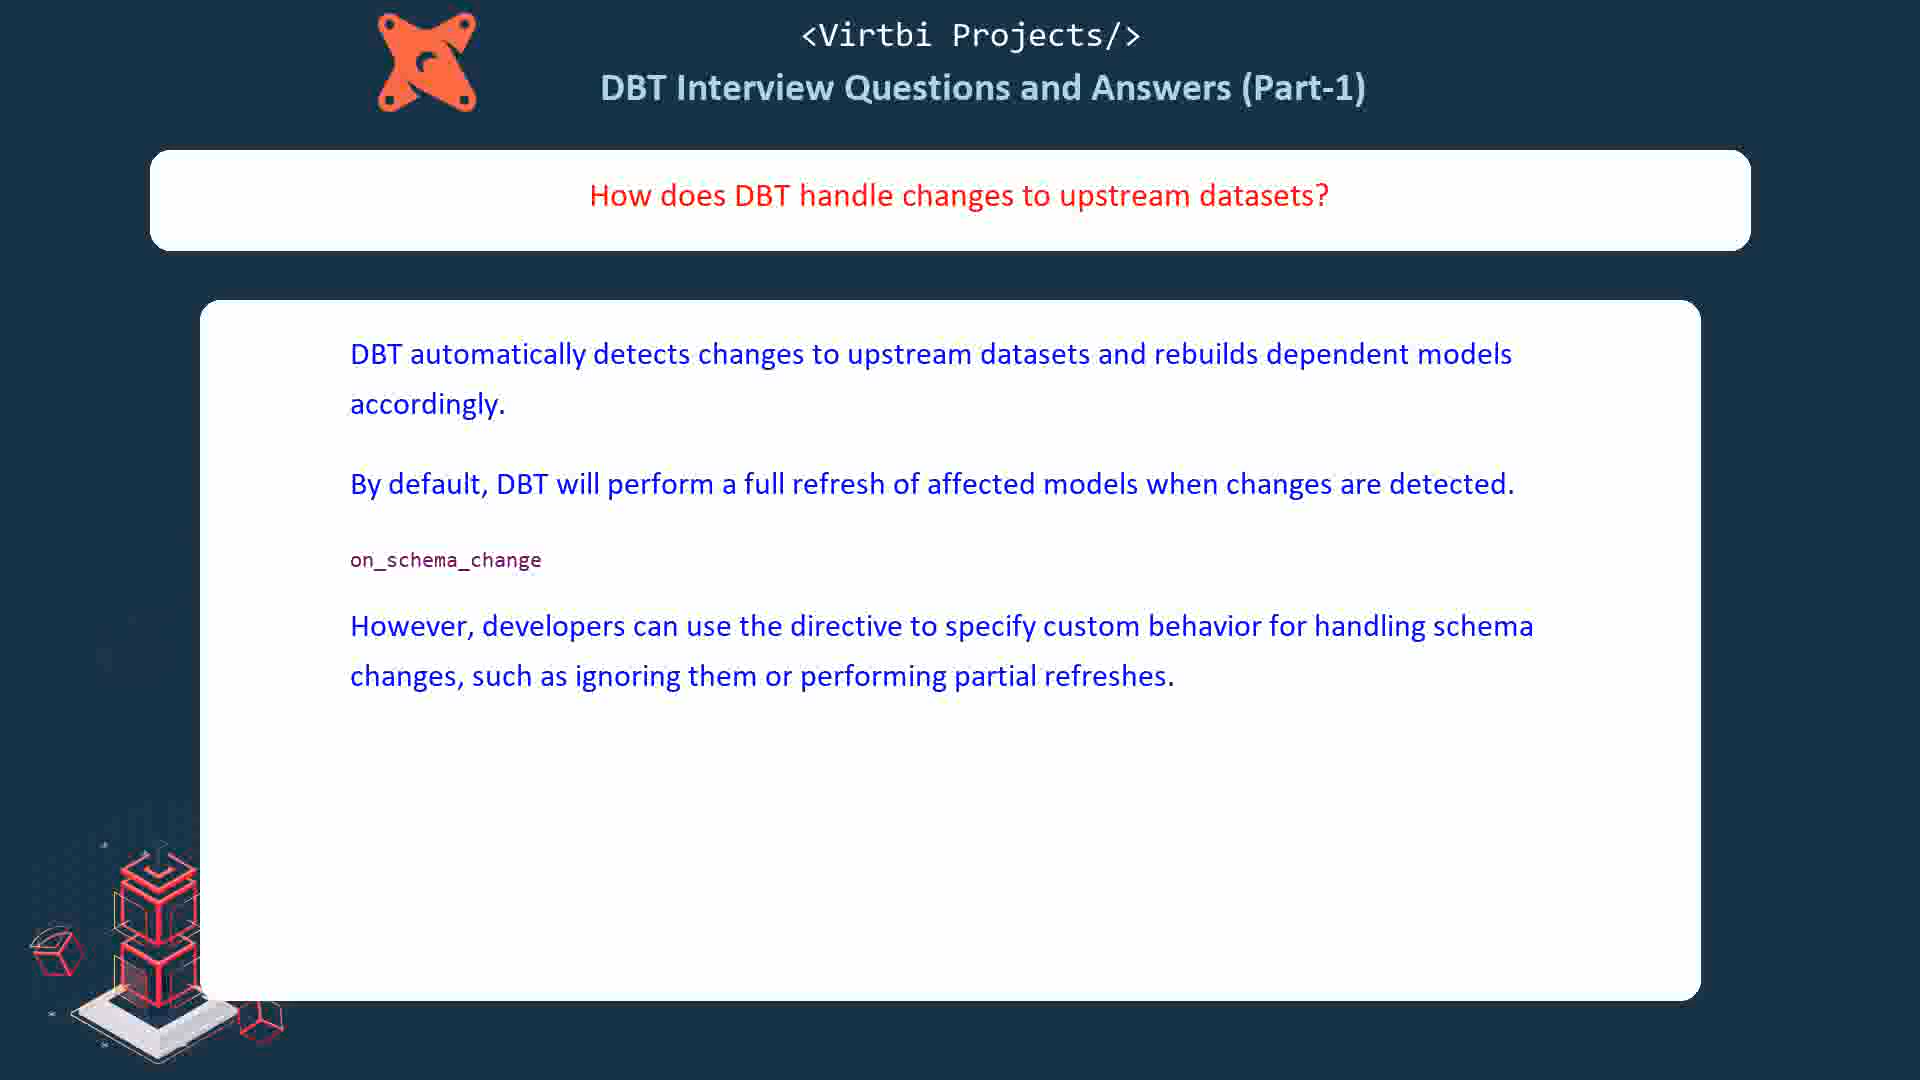 <Virtbi Projects/>
DBT Interview Questions and Answers (Part-1)
How does DBT handle changes to upstream datasets?
DBT automatically detects changes to upstream datasets and rebuilds dependent models
accordingly.
By default, DBT will perform a full refresh of affected models when changes are detected.
on_schema_change
However, developers can use the directive to specify custom behavior for handling schema
changes, such as ignoring them or performing partial refreshes.